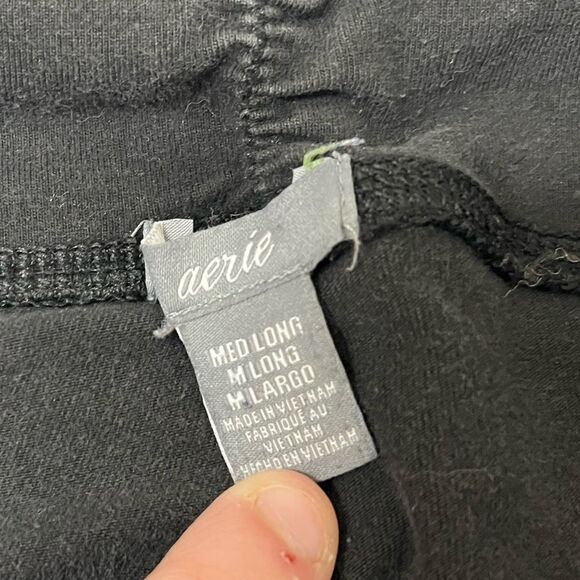 aerie
MED LONG
M LONG
M LARGO
MADE IN VIETNAM
FABRIQUÉ AU
VIETNAM
HECHO EN VIETNAM